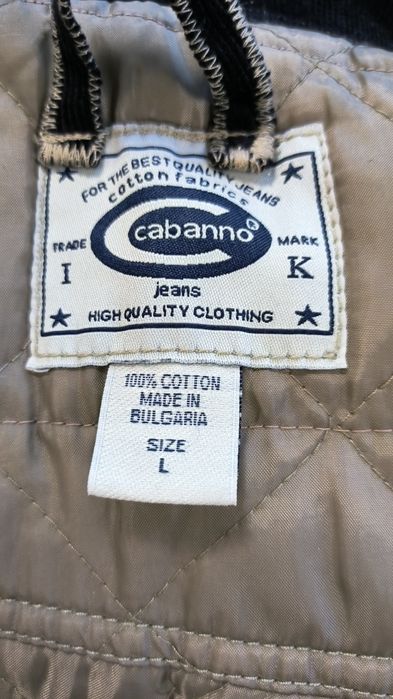 FOR THE BEST QUALITY JEANS
cotton fabrics
cabanno®
TRADE MARK
I K
jeans
HIGH QUALITY CLOTHING
100% COTTON
MADE IN
BULGARIA
SIZE
L